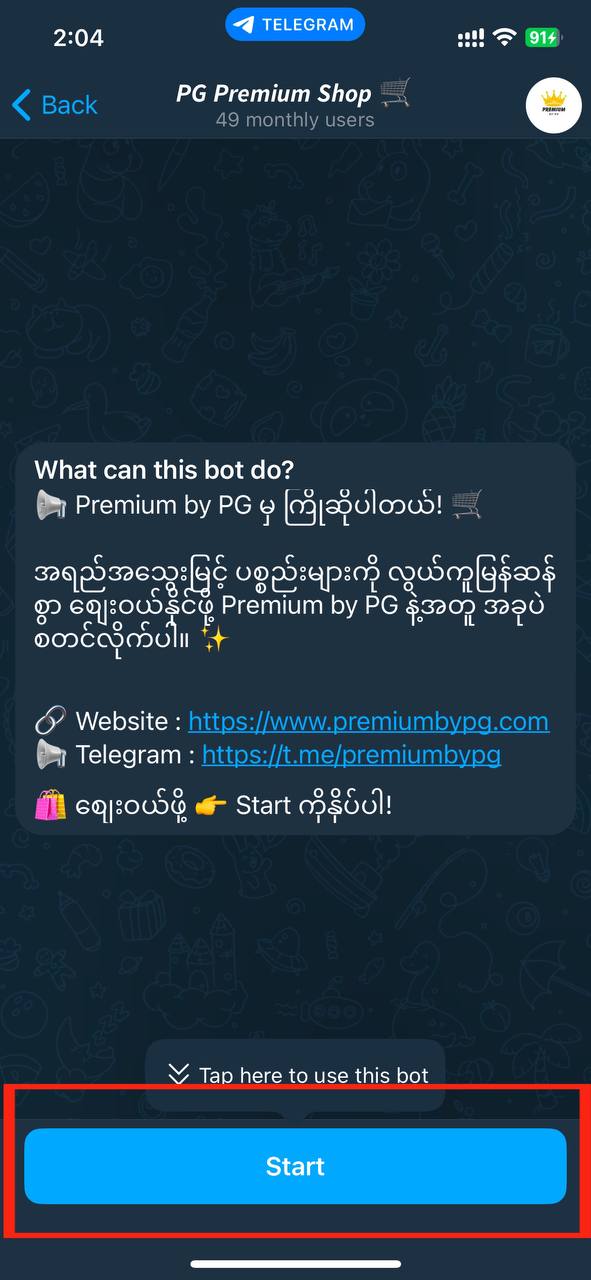 2:04
TELEGRAM
91
Back
PG Premium Shop 🛒
49 monthly users
PREMIUM
What can this bot do?
📢 Premium by PG မှ ကြိုဆိုပါတယ်! 🛒
အရည်အသွေးမြင့် ပစ္စည်းများကို လွယ်ကူမြန်ဆန်
စွာ ဈေးဝယ်နိုင်ဖို့ Premium by PG နဲ့အတူ အခုပဲ
စတင်လိုက်ပါ။ ✨
🔗 Website : https://www.premiumbypg.com
📢 Telegram : https://t.me/premiumbypg
🛍️ ဈေးဝယ်ဖို့ 👉 Start ကိုနှိပ်ပါ!
Tap here to use this bot
Start